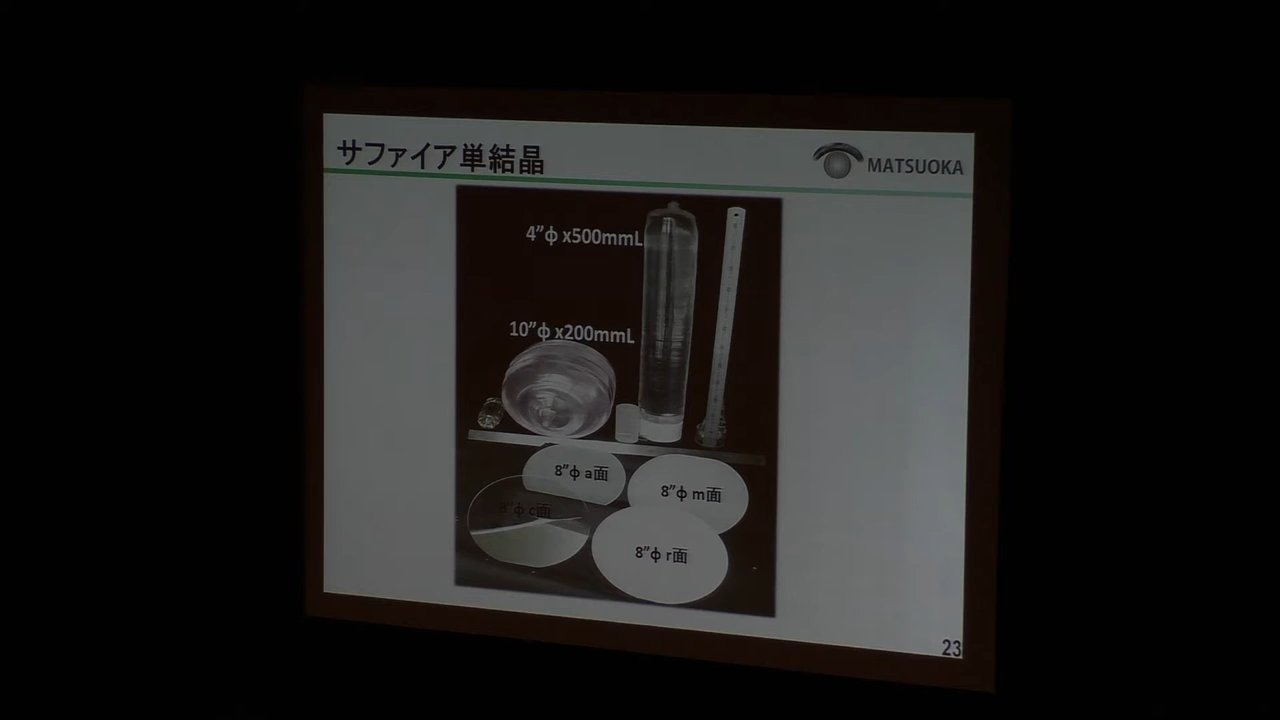 サファイア単結晶
MATSUOKA
4”φ x500mmL
10”φ x200mmL
8”φ a面
8”φ m面
8”φ c面
8”φ r面
23